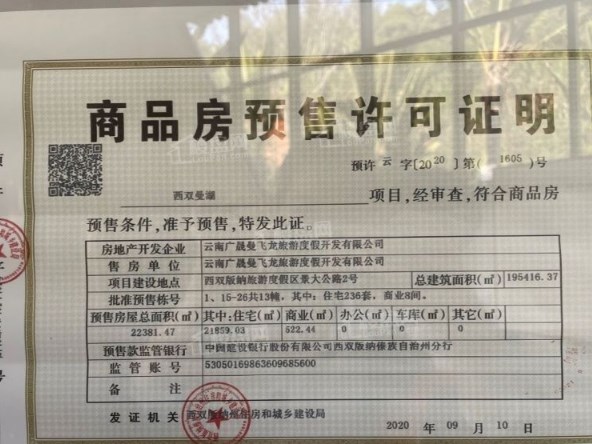 商品房预售许可证明
预许 云 字[2020]第( 1605)号
西双曼湖 项目,经审查,符合商品房
预售条件,准予预售,特发此证。
房地产开发企业 云南广晟曼飞龙旅游度假开发有限公司
售房单位 云南广晟曼飞龙旅游度假开发有限公司
项目建设地点 西双版纳旅游度假区景大公路2号 总建筑面积(㎡) 195416.37
批准预售栋号 1、15-26共13幢,其中:住宅236套,商业8间。
预售房屋总面积(㎡) 其中:住宅(㎡) 商业(㎡) 办公(㎡) 车库(㎡) 其它(㎡)
22381.47 21859.03 522.44 0 0 0
预售款监管银行 中国建设银行股份有限公司西双版纳傣族自治州分行
监管账号 53050169863609685600
备注
发证机关 西双版纳州住房和城乡建设局
2020 年 09 月 10 日